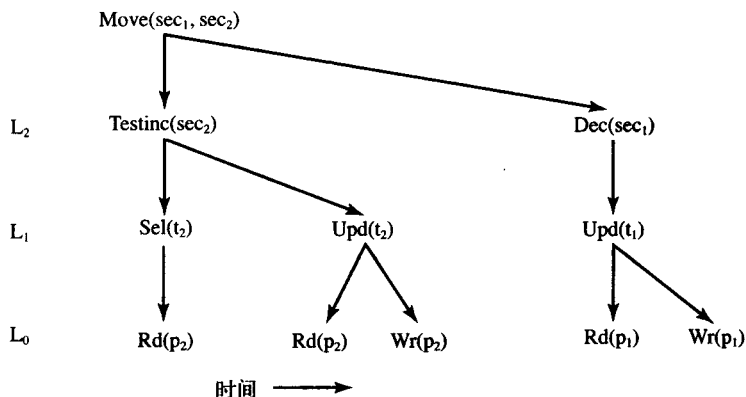 Move(sec₁, sec₂)
L₂ Testinc(sec₂) Dec(sec₁)
L₁ Sel(t₂) Upd(t₂) Upd(t₁)
L₀ Rd(p₂) Rd(p₂) Wr(p₂) Rd(p₁) Wr(p₁)
时间